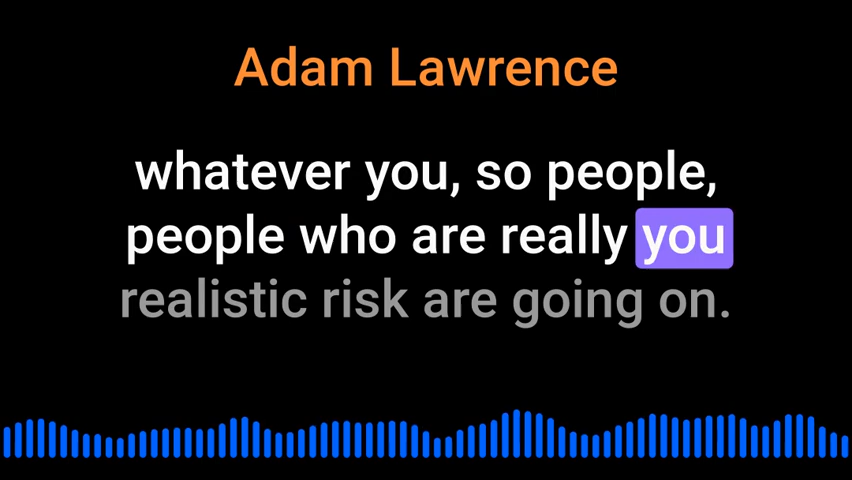 Adam Lawrence
whatever you, so people,
people who are really you
realistic risk are going on.